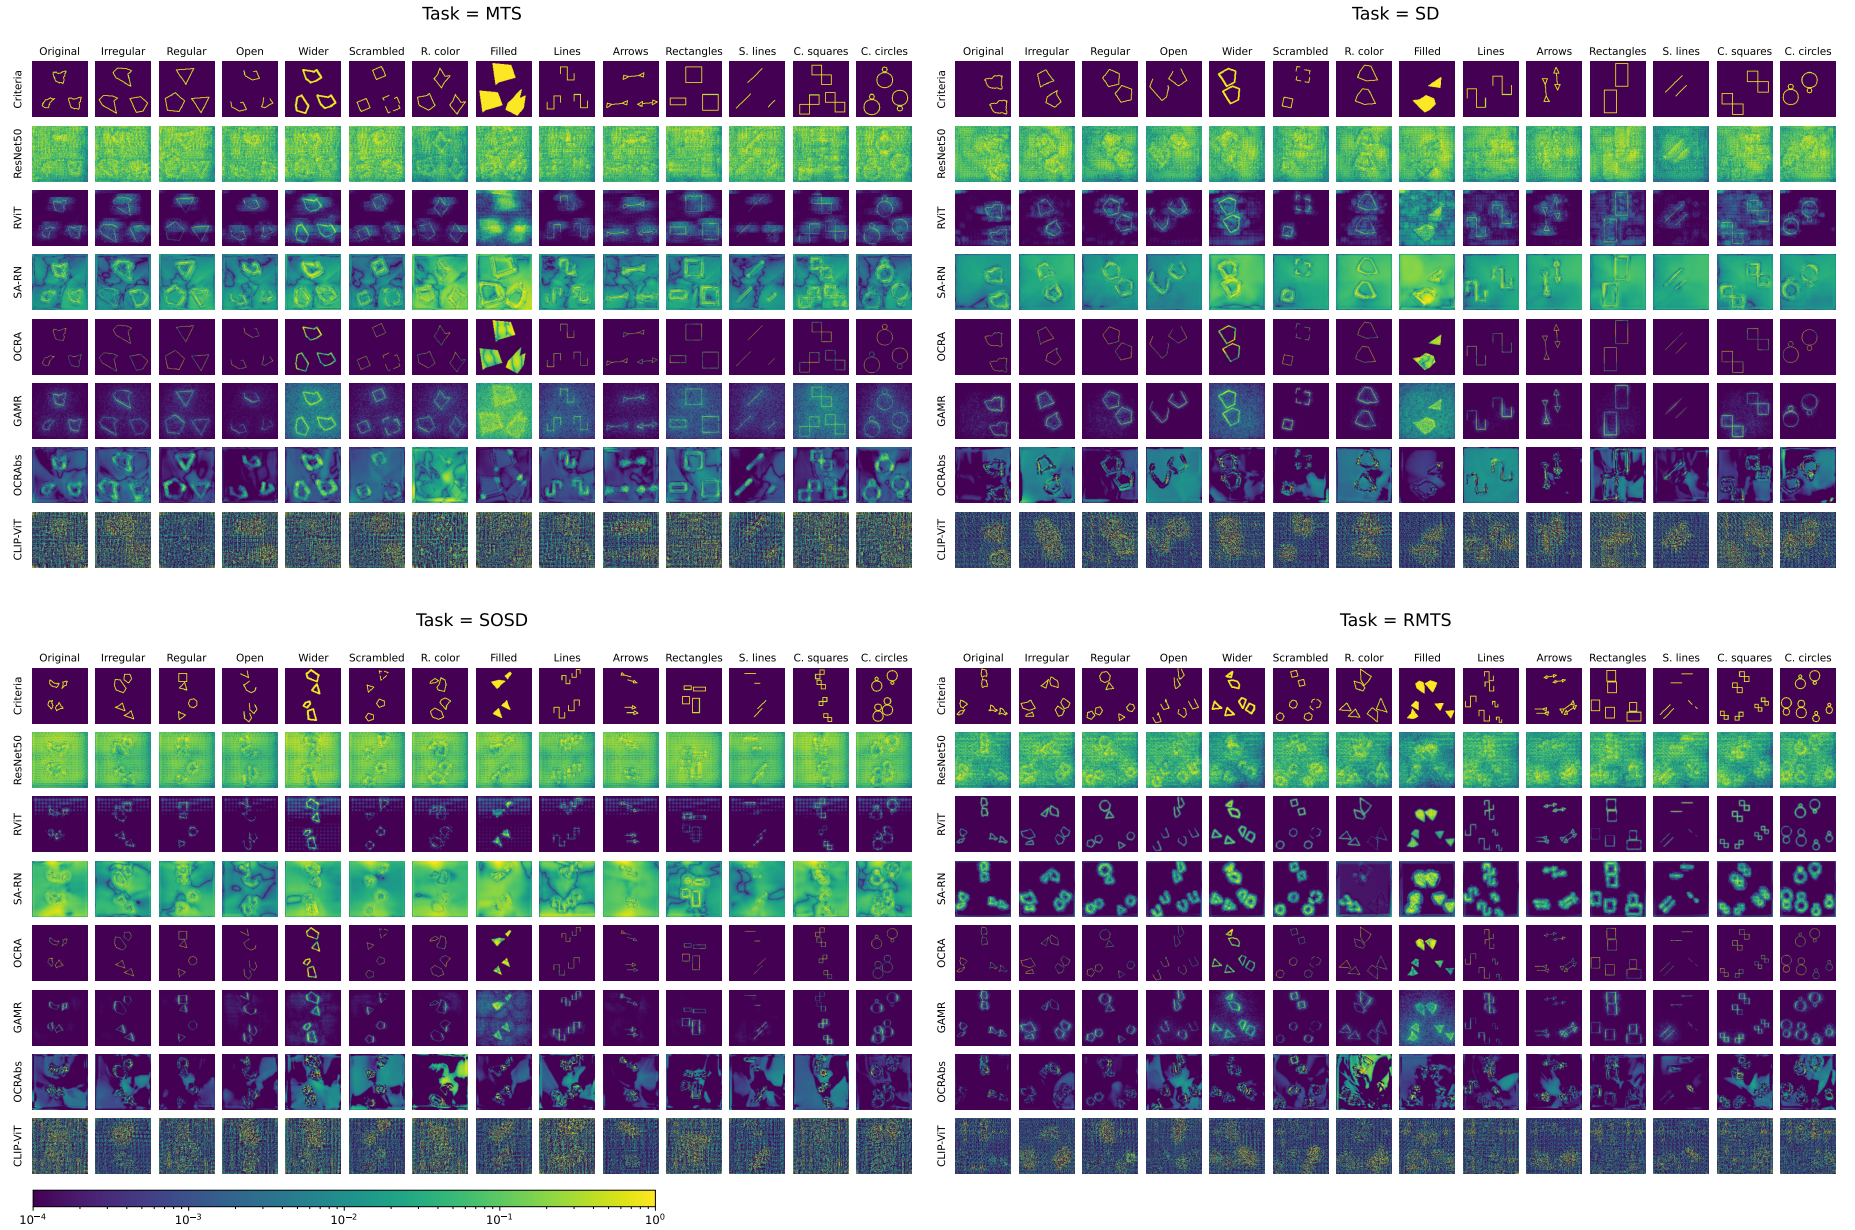 Task = MTS
Original Irregular Regular Open Wider Scrambled R. color Filled Lines Arrows Rectangles S. lines C. squares C. circles
Criteria
ResNet50
RViT
SA-RN
OCRA
GAMR
OCRAbs
CLIP-ViT
Task = SD
Original Irregular Regular Open Wider Scrambled R. color Filled Lines Arrows Rectangles S. lines C. squares C. circles
Criteria
ResNet50
RViT
SA-RN
OCRA
GAMR
OCRAbs
CLIP-ViT
Task = SOSD
Original Irregular Regular Open Wider Scrambled R. color Filled Lines Arrows Rectangles S. lines C. squares C. circles
Criteria
ResNet50
RViT
SA-RN
OCRA
GAMR
OCRAbs
CLIP-ViT
Task = RMTS
Original Irregular Regular Open Wider Scrambled R. color Filled Lines Arrows Rectangles S. lines C. squares C. circles
Criteria
ResNet50
RViT
SA-RN
OCRA
GAMR
OCRAbs
CLIP-ViT
10⁻⁴ 10⁻³ 10⁻² 10⁻¹ 10⁰